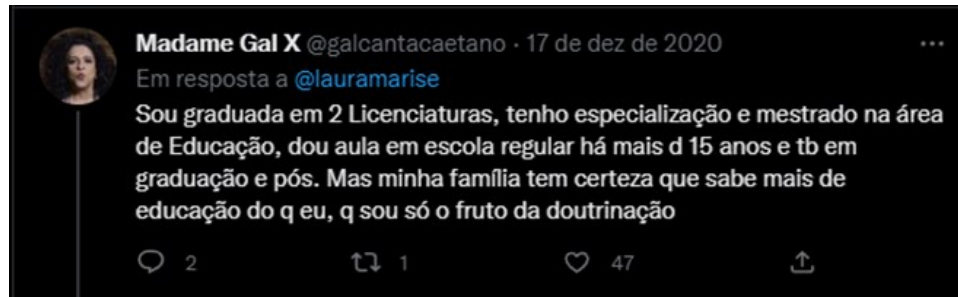 Madame Gal X @galcantacaetano · 17 de dez de 2020 ...
Em resposta a @lauramarise
Sou graduada em 2 Licenciaturas, tenho especialização e mestrado na área
de Educação, dou aula em escola regular há mais d 15 anos e tb em
graduação e pós. Mas minha família tem certeza que sabe mais de
educação do q eu, q sou só o fruto da doutrinação
2 1 47